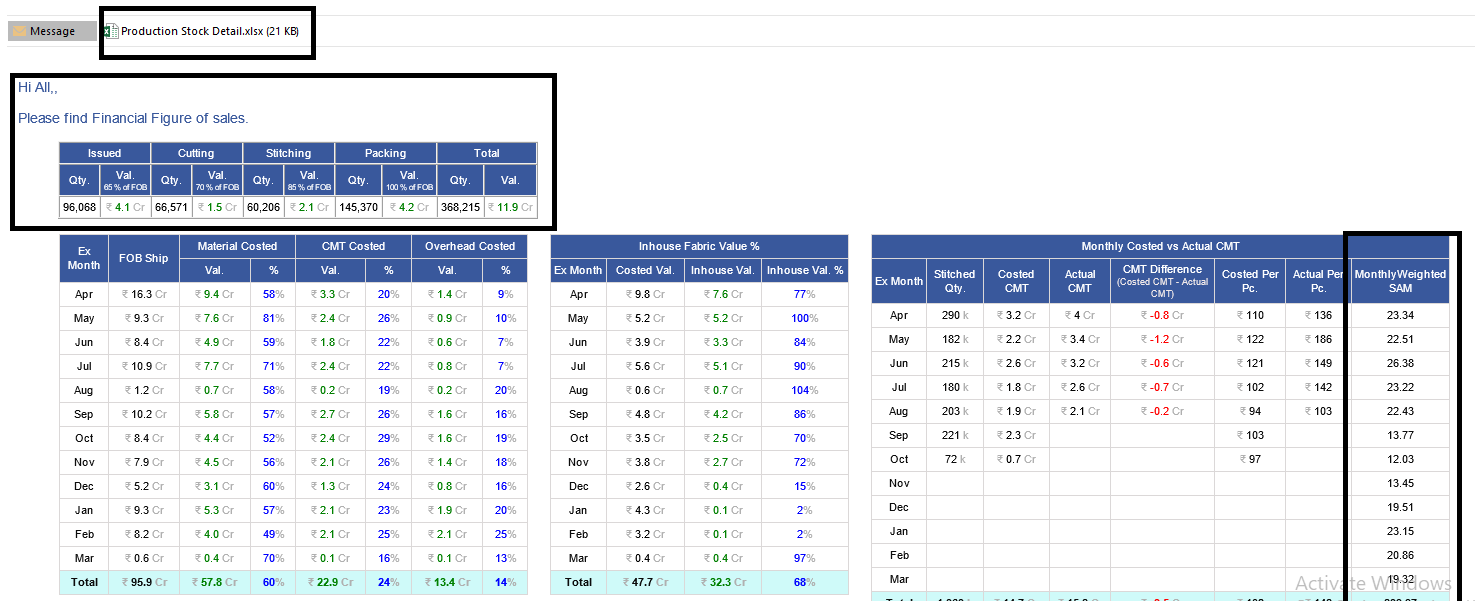 Message Production Stock Detail.xlsx (21 KB)
Hi All,,
Please find Financial Figure of sales.
Issued Cutting Stitching Packing Total
Qty. Val. 65 % of FOB Qty. Val. 70 % of FOB Qty. Val. 85 % of FOB Qty. Val. 100 % of FOB Qty. Val.
96,068 ₹ 4.1 Cr 66,571 ₹ 1.5 Cr 60,206 ₹ 2.1 Cr 145,370 ₹ 4.2 Cr 368,215 ₹ 11.9 Cr
Ex Month FOB Ship Material Costed CMT Costed Overhead Costed
Val. % Val. % Val. %
Apr ₹ 16.3 Cr ₹ 9.4 Cr 58% ₹ 3.3 Cr 20% ₹ 1.4 Cr 9%
May ₹ 9.3 Cr ₹ 7.6 Cr 81% ₹ 2.4 Cr 26% ₹ 0.9 Cr 10%
Jun ₹ 8.4 Cr ₹ 4.9 Cr 59% ₹ 1.8 Cr 22% ₹ 0.6 Cr 7%
Jul ₹ 10.9 Cr ₹ 7.7 Cr 71% ₹ 2.4 Cr 22% ₹ 0.8 Cr 7%
Aug ₹ 1.2 Cr ₹ 0.7 Cr 58% ₹ 0.2 Cr 19% ₹ 0.2 Cr 20%
Sep ₹ 10.2 Cr ₹ 5.8 Cr 57% ₹ 2.7 Cr 26% ₹ 1.6 Cr 16%
Oct ₹ 8.4 Cr ₹ 4.4 Cr 52% ₹ 2.4 Cr 29% ₹ 1.6 Cr 19%
Nov ₹ 7.9 Cr ₹ 4.5 Cr 56% ₹ 2.1 Cr 26% ₹ 1.4 Cr 18%
Dec ₹ 5.2 Cr ₹ 3.1 Cr 60% ₹ 1.3 Cr 24% ₹ 0.8 Cr 16%
Jan ₹ 9.3 Cr ₹ 5.3 Cr 57% ₹ 2.1 Cr 23% ₹ 1.9 Cr 20%
Feb ₹ 8.2 Cr ₹ 4.0 Cr 49% ₹ 2.1 Cr 25% ₹ 2.1 Cr 25%
Mar ₹ 0.6 Cr ₹ 0.4 Cr 70% ₹ 0.1 Cr 16% ₹ 0.1 Cr 13%
Total ₹ 95.9 Cr ₹ 57.8 Cr 60% ₹ 22.9 Cr 24% ₹ 13.4 Cr 14%
Inhouse Fabric Value %
Ex Month Costed Val. Inhouse Val. Inhouse Val. %
Apr ₹ 9.8 Cr ₹ 7.6 Cr 77%
May ₹ 5.2 Cr ₹ 5.2 Cr 100%
Jun ₹ 3.9 Cr ₹ 3.3 Cr 84%
Jul ₹ 5.6 Cr ₹ 5.1 Cr 90%
Aug ₹ 0.6 Cr ₹ 0.7 Cr 104%
Sep ₹ 4.8 Cr ₹ 4.2 Cr 86%
Oct ₹ 3.5 Cr ₹ 2.5 Cr 70%
Nov ₹ 3.8 Cr ₹ 2.7 Cr 72%
Dec ₹ 2.6 Cr ₹ 0.4 Cr 15%
Jan ₹ 4.3 Cr ₹ 0.1 Cr 2%
Feb ₹ 3.2 Cr ₹ 0.1 Cr 2%
Mar ₹ 0.4 Cr ₹ 0.4 Cr 97%
Total ₹ 47.7 Cr ₹ 32.3 Cr 68%
Monthly Costed vs Actual CMT
Ex Month Stitched Qty. Costed CMT Actual CMT CMT Difference (Costed CMT - Actual CMT) Costed Per Pc. Actual Per Pc. MonthlyWeighted SAM
Apr 290 k ₹ 3.2 Cr ₹ 4 Cr ₹ -0.8 Cr ₹ 110 ₹ 136 23.34
May 182 k ₹ 2.2 Cr ₹ 3.4 Cr ₹ -1.2 Cr ₹ 122 ₹ 186 22.51
Jun 215 k ₹ 2.6 Cr ₹ 3.2 Cr ₹ -0.6 Cr ₹ 121 ₹ 149 26.38
Jul 180 k ₹ 1.8 Cr ₹ 2.6 Cr ₹ -0.7 Cr ₹ 102 ₹ 142 23.22
Aug 203 k ₹ 1.9 Cr ₹ 2.1 Cr ₹ -0.2 Cr ₹ 94 ₹ 103 22.43
Sep 221 k ₹ 2.3 Cr ₹ 103 13.77
Oct 72 k ₹ 0.7 Cr ₹ 97 12.03
Nov 13.45
Dec 19.51
Jan 23.15
Feb 20.86
Mar 19.32
Activate Windows